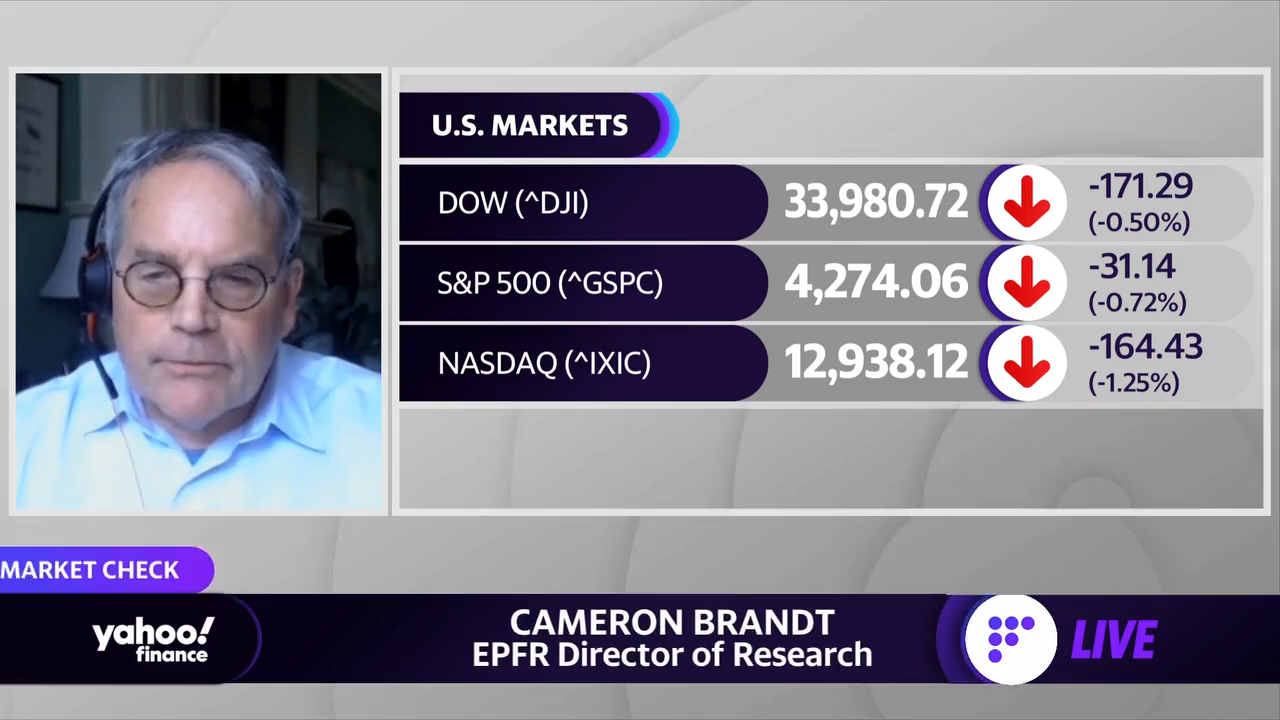 U.S. MARKETS
DOW (^DJI) 33,980.72 -171.29
(-0.50%)
S&P 500 (^GSPC) 4,274.06 -31.14
(-0.72%)
NASDAQ (^IXIC) 12,938.12 -164.43
(-1.25%)
MARKET CHECK
yahoo!
finance
CAMERON BRANDT
EPFR Director of Research
LIVE